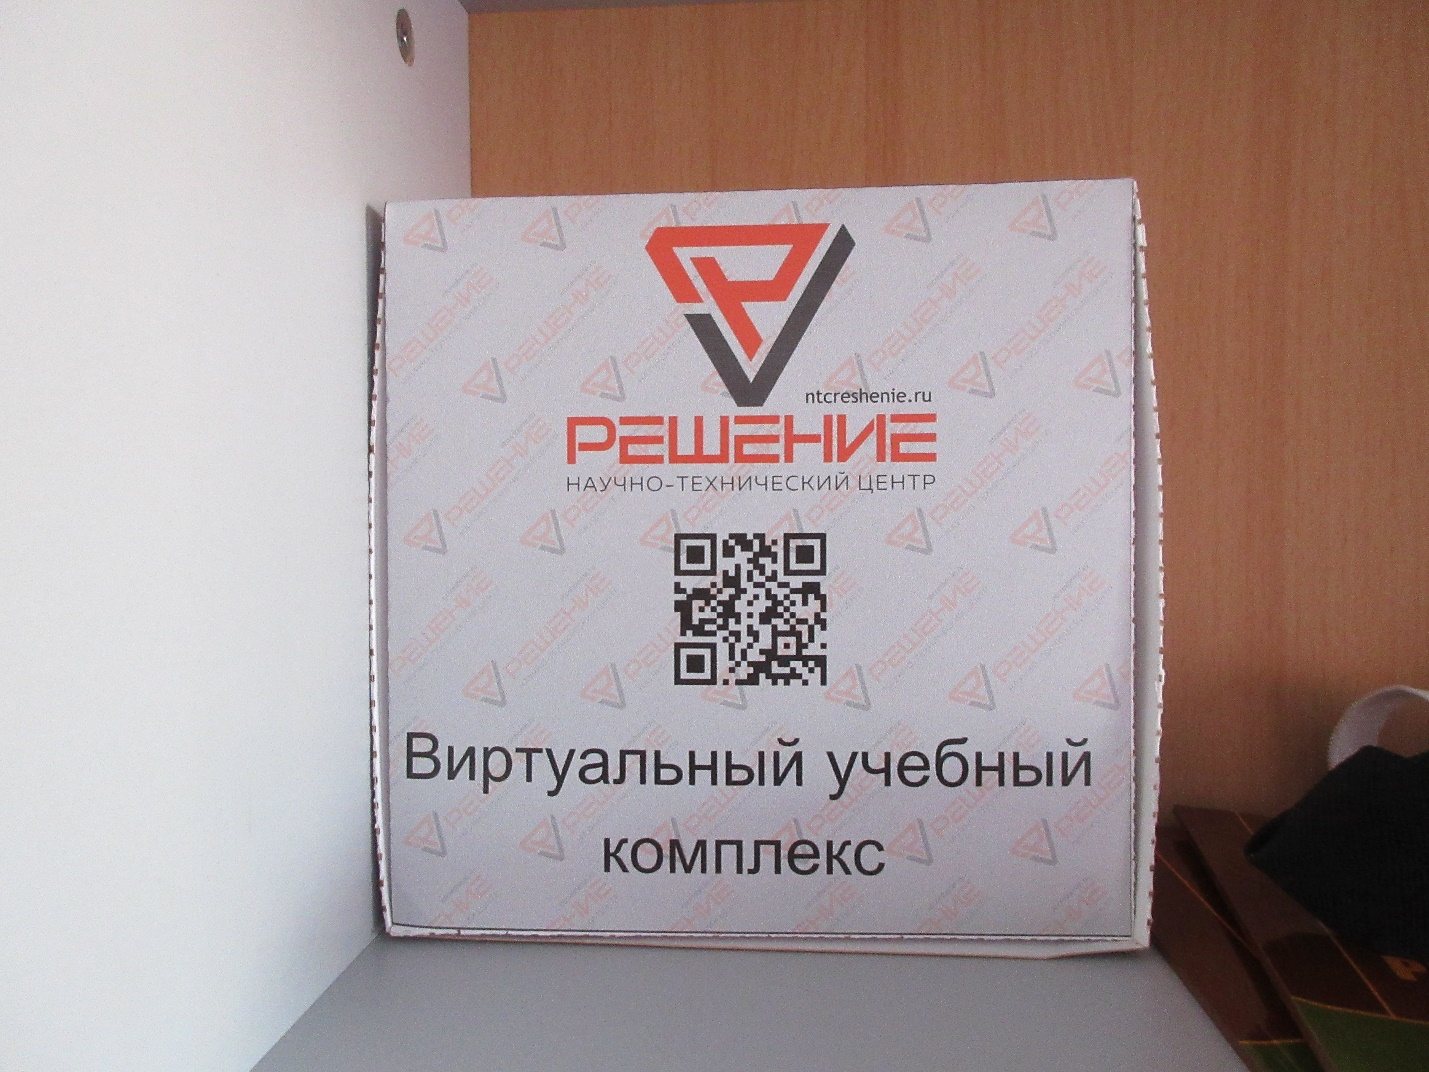 ntcreshenie.ru
РЕШЕНИЕ
НАУЧНО-ТЕХНИЧЕСКИЙ ЦЕНТР
Виртуальный учебный
комплекс